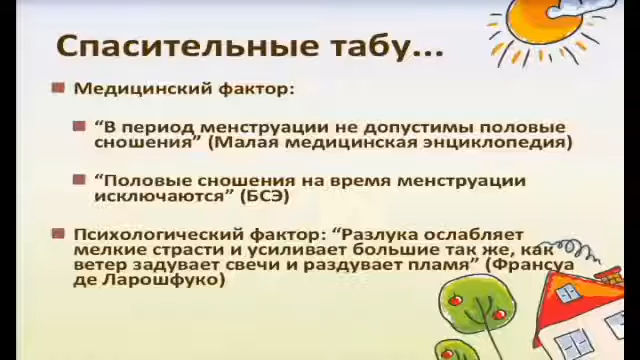 Спасительные табу...
Медицинский фактор:
“В период менструации не допустимы половые
сношения” (Малая медицинская энциклопедия)
“Половые сношения на время менструации
исключаются” (БСЭ)
Психологический фактор: “Разлука ослабляет
мелкие страсти и усиливает большие так же, как
ветер задувает свечи и раздувает пламя” (Франсуа
де Ларошфуко)